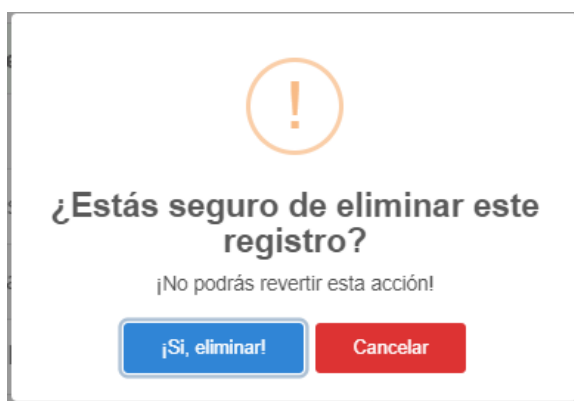 !
¿Estás seguro de eliminar este
registro?
¡No podrás revertir esta acción!
¡Si, eliminar!
Cancelar